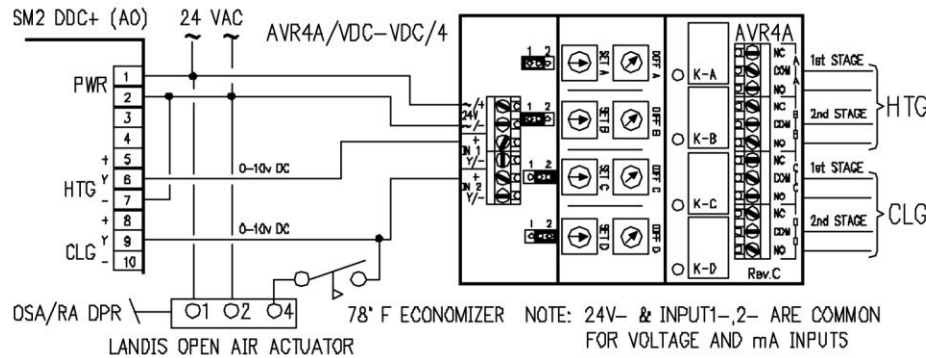 SM2 DDC+ (AO)
24 VAC
~ ~
AVR4A/VDC-VDC/4
AVR4A
PWR
1
2
3
4
+ 5
HTG Y 6
- 7
+ 8
CLG Y 9
- 10
0-10v DC
0-10v DC
~/+
24V
~/-
+
IN 1
Y/-
+
IN 2
Y/-
1 2
1 2
1 2
1 2
SET A
DIFF A
SET B
DIFF B
SET C
DIFF C
SET D
DIFF D
K-A
K-B
K-C
K-D
NC
COM
NO
NC
COM
NO
NC
COM
NO
NC
COM
NO
A
A
A
B
B
B
C
C
C
D
D
D
1st STAGE
2nd STAGE
HTG
1st STAGE
2nd STAGE
CLG
Rev.C
OSA/RA DPR
1 2 4
LANDIS OPEN AIR ACTUATOR
78° F ECONOMIZER
NOTE: 24V- & INPUT1-,2- ARE COMMON
FOR VOLTAGE AND mA INPUTS